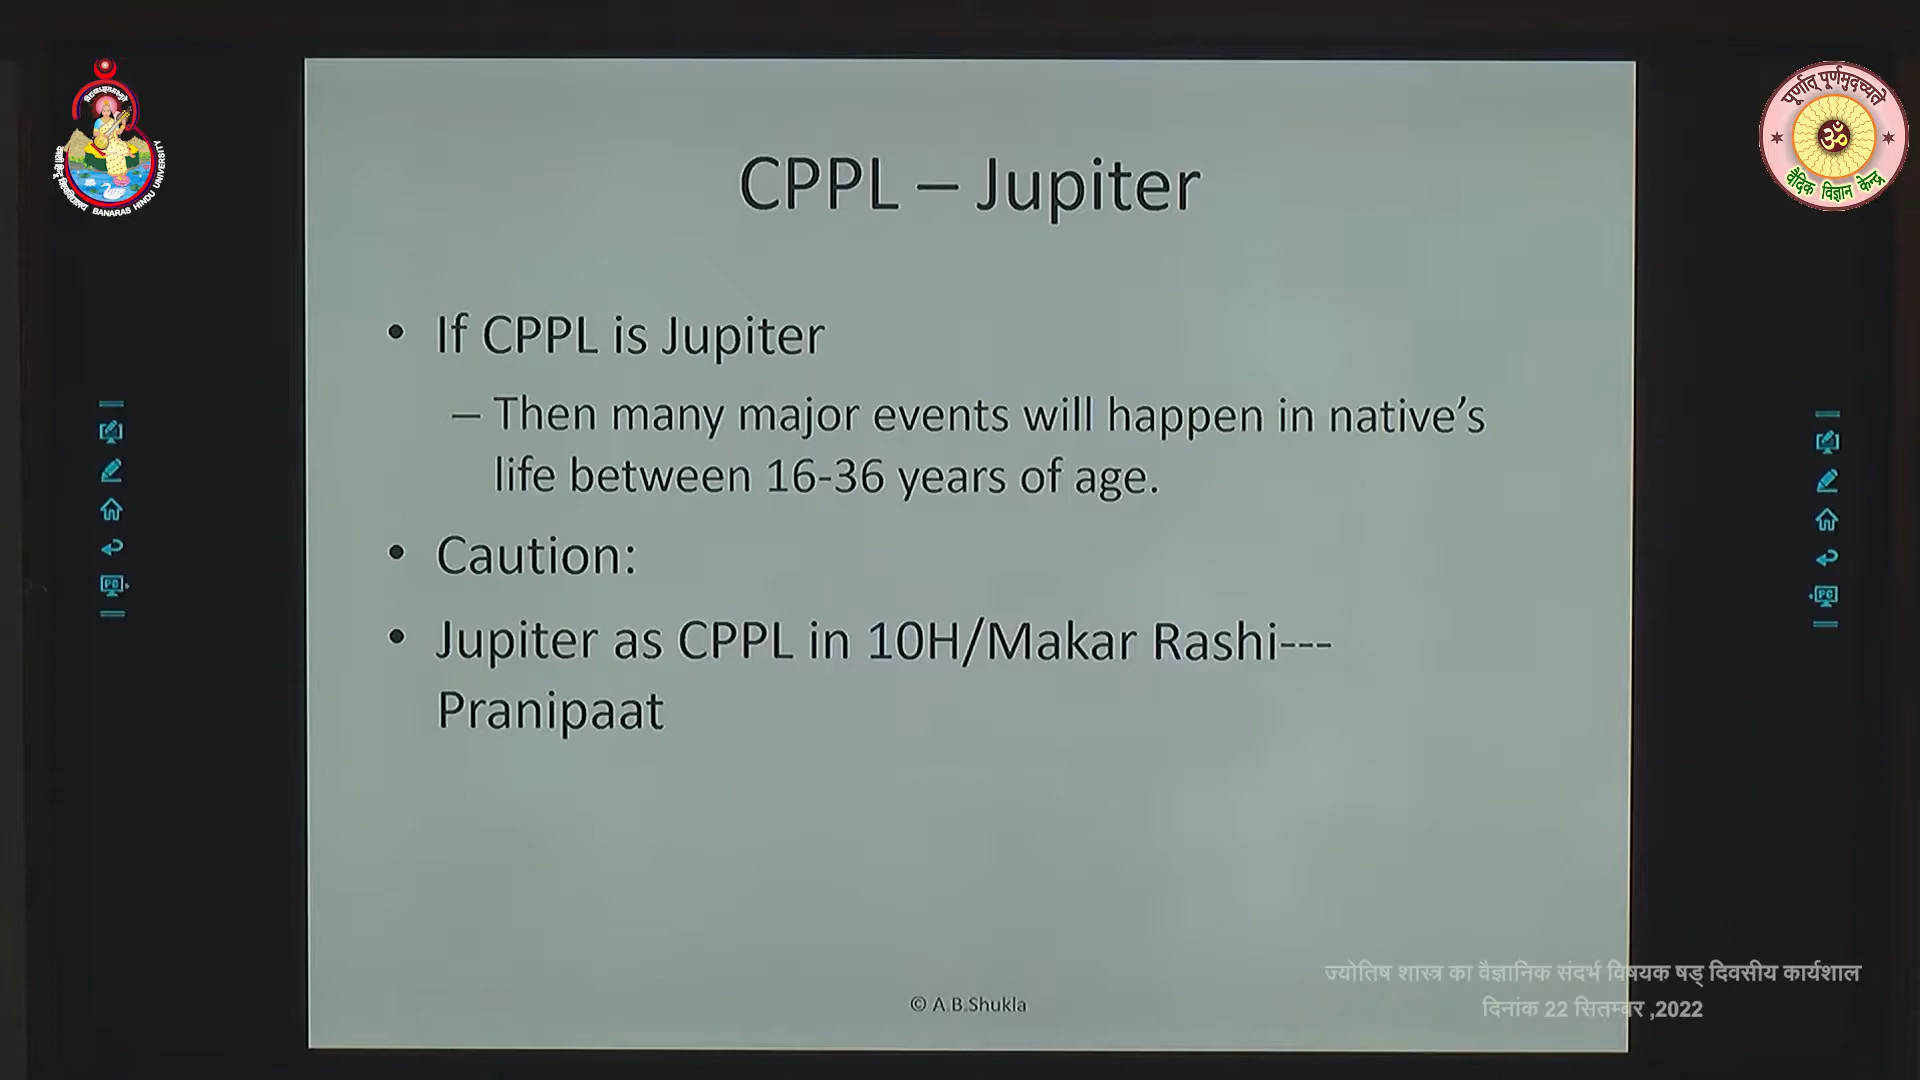 CPPL – Jupiter
• If CPPL is Jupiter
– Then many major events will happen in native's
life between 16-36 years of age.
• Caution:
• Jupiter as CPPL in 10H/Makar Rashi---
Pranipaat
© A.B.Shukla
ज्योतिष शास्त्र का वैज्ञानिक संदर्भ विषयक षड् दिवसीय कार्यशाल
दिनांक 22 सितम्बर ,2022
BANARAS HINDU UNIVERSITY
पूर्णात् पूर्णमुदच्यते
ॐ
वैदिक विज्ञान केन्द्र
PC
PC